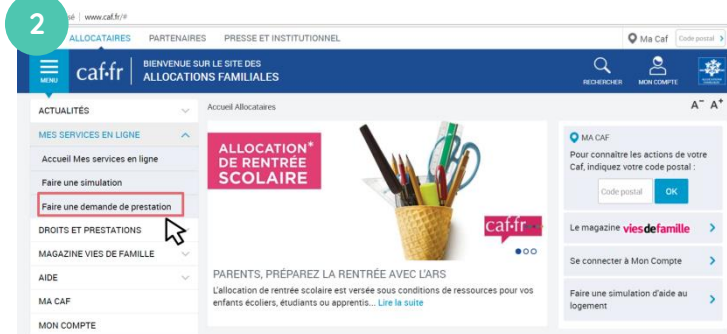 2
www.caf.fr/#
ALLOCATAIRES PARTENAIRES PRESSE ET INSTITUTIONNEL
Ma Caf Code postal
MENU
caf.fr
BIENVENUE SUR LE SITE DES
ALLOCATIONS FAMILIALES
RECHERCHER MON COMPTE
ACTUALITÉS
MES SERVICES EN LIGNE
Accueil Mes services en ligne
Faire une simulation
Faire une demande de prestation
DROITS ET PRESTATIONS
MAGAZINE VIES DE FAMILLE
AIDE
MA CAF
MON COMPTE
Accueil Allocataires
A- A+
ALLOCATION*
DE RENTRÉE
SCOLAIRE
caf.fr
PARENTS, PRÉPAREZ LA RENTRÉE AVEC L'ARS
L'allocation de rentrée scolaire est versée sous conditions de ressources pour vos
enfants écoliers, étudiants ou apprentis... Lire la suite
MA CAF
Pour connaître les actions de votre
Caf, indiquez votre code postal :
Code postal OK
Le magazine viesdefamille
Se connecter à Mon Compte
Faire une simulation d'aide au
logement